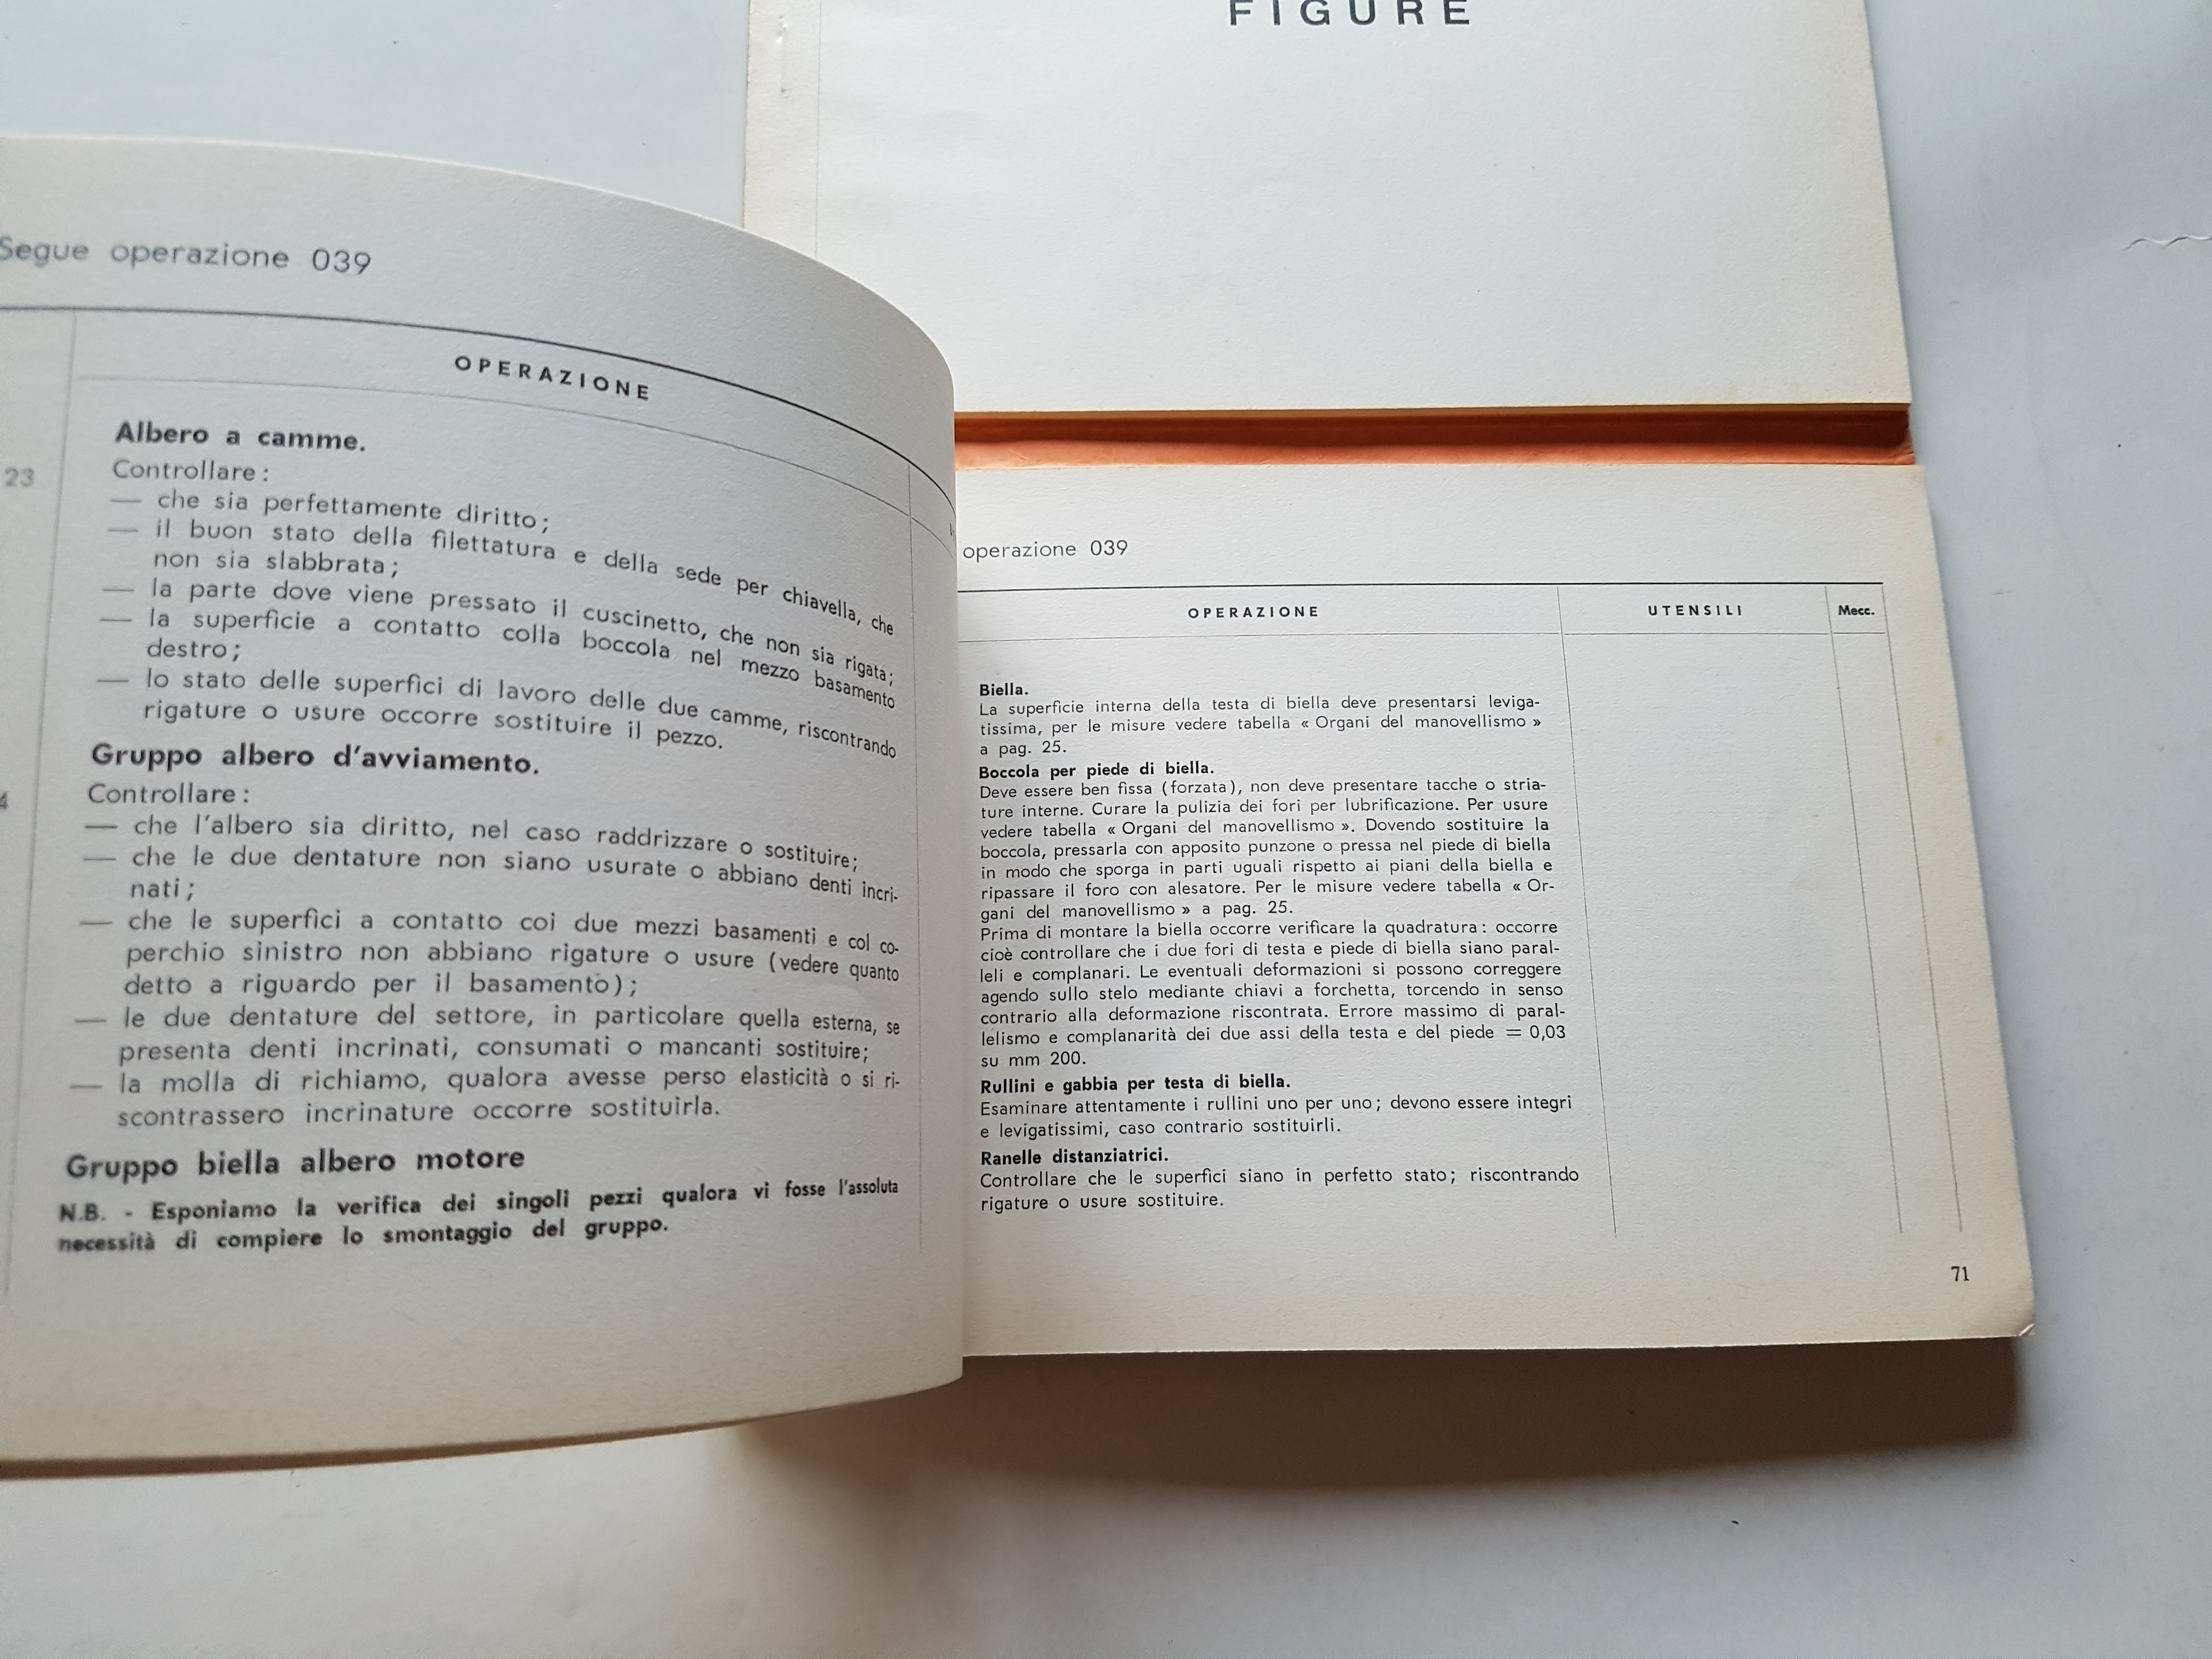 FIGURE
Segue operazione 039
OPERAZIONE
Albero a camme.
23
Controllare:
— che sia perfettamente diritto;
— il buon stato della filettatura e della sede per chiavella, che
non sia slabbrata;
— la parte dove viene pressato il cuscinetto, che non sia rigata;
— la superficie a contatto colla boccola nel mezzo basamento
destro;
— lo stato delle superfici di lavoro delle due camme, riscontrando
rigature o usure occorre sostituire il pezzo.
Gruppo albero d'avviamento.
4
Controllare:
— che l'albero sia diritto, nel caso raddrizzare o sostituire;
— che le due dentature non siano usurate o abbiano denti incri-
nati;
— che le superfici a contatto coi due mezzi basamenti e col co-
perchio sinistro non abbiano rigature o usure (vedere quanto
detto a riguardo per il basamento);
— le due dentature del settore, in particolare quella esterna, se
presenta denti incrinati, consumati o mancanti sostituire;
— la molla di richiamo, qualora avesse perso elasticità o si ri-
scontrassero incrinature occorre sostituirla.
Gruppo biella albero motore
N.B. - Esponiamo la verifica dei singoli pezzi qualora vi fosse l'assoluta
necessità di compiere lo smontaggio del gruppo.
operazione 039
OPERAZIONE UTENSILI Mecc.
Biella.
La superficie interna della testa di biella deve presentarsi leviga-
tissima, per le misure vedere tabella « Organi del manovellismo »
a pag. 25.
Boccola per piede di biella.
Deve essere ben fissa (forzata), non deve presentare tacche o stria-
ture interne. Curare la pulizia dei fori per lubrificazione. Per usure
vedere tabella « Organi del manovellismo ». Dovendo sostituire la
boccola, pressarla con apposito punzone o pressa nel piede di biella
in modo che sporga in parti uguali rispetto ai piani della biella e
ripassare il foro con alesatore. Per le misure vedere tabella « Or-
gani del manovellismo » a pag. 25.
Prima di montare la biella occorre verificare la quadratura: occorre
cioè controllare che i due fori di testa e piede di biella siano paral-
leli e complanari. Le eventuali deformazioni si possono correggere
agendo sullo stelo mediante chiavi a forchetta, torcendo in senso
contrario alla deformazione riscontrata. Errore massimo di paral-
lelismo e complanarità dei due assi della testa e del piede = 0,03
su mm 200.
Rullini e gabbia per testa di biella.
Esaminare attentamente i rullini uno per uno; devono essere integri
e levigatissimi, caso contrario sostituirli.
Ranelle distanziatrici.
Controllare che le superfici siano in perfetto stato; riscontrando
rigature o usure sostituire.
71